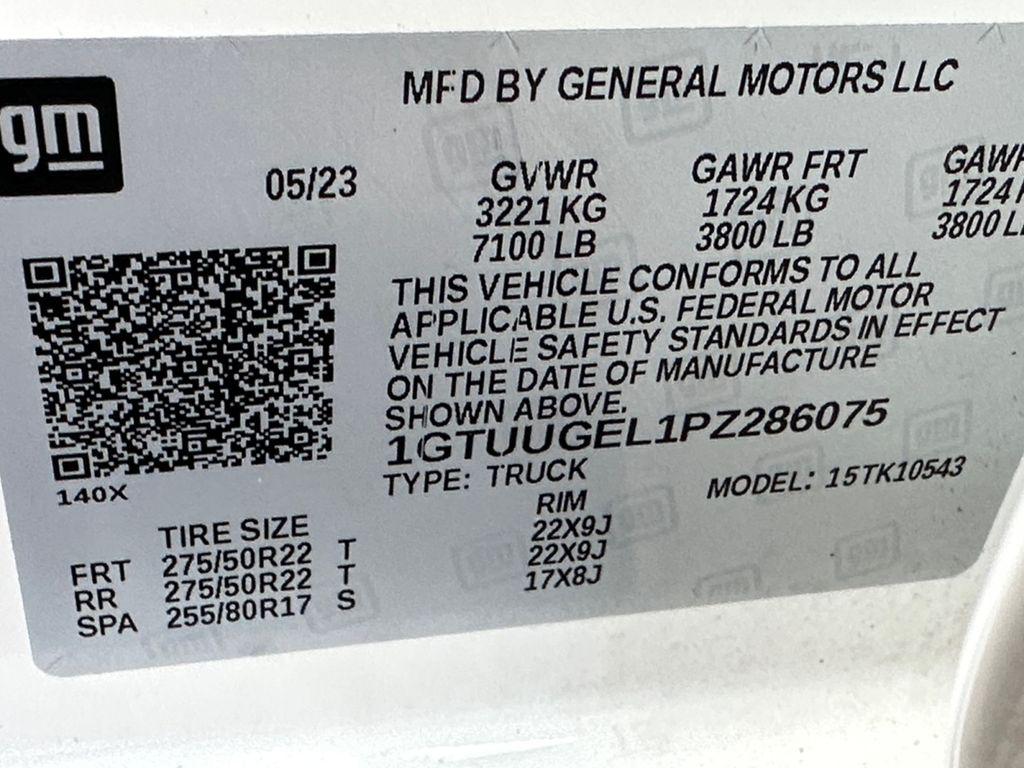 gm
MFD BY GENERAL MOTORS LLC
05/23
GVWR GAWR FRT GAWR
3221 KG 1724 KG 1724
7100 LB 3800 LB 3800
THIS VEHICLE CONFORMS TO ALL
APPLICABLE U.S. FEDERAL MOTOR
VEHICLE SAFETY STANDARDS IN EFFECT
ON THE DATE OF MANUFACTURE
SHOWN ABOVE.
1GTUUGEL1PZ286075
140X
TYPE: TRUCK MODEL: 15TK10543
TIRE SIZE RIM
FRT 275/50R22 T 22X9J
RR 275/50R22 T 22X9J
SPA 255/80R17 S 17X8J